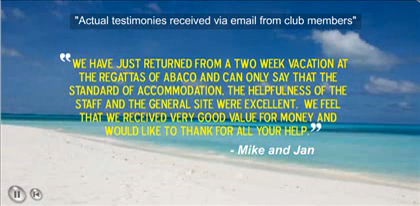 "Actual testimonies received via email from club members"
“WE HAVE JUST RETURNED FROM A TWO WEEK VACATION AT
THE REGATTAS OF ABACO AND CAN ONLY SAY THAT THE
STANDARD OF ACCOMMODATION, THE HELPFULNESS OF THE
STAFF AND THE GENERAL SITE WERE EXCELLENT. WE FEEL
THAT WE RECEIVED VERY GOOD VALUE FOR MONEY AND
WOULD LIKE TO THANK FOR ALL YOUR HELP.”
- Mike and Jan